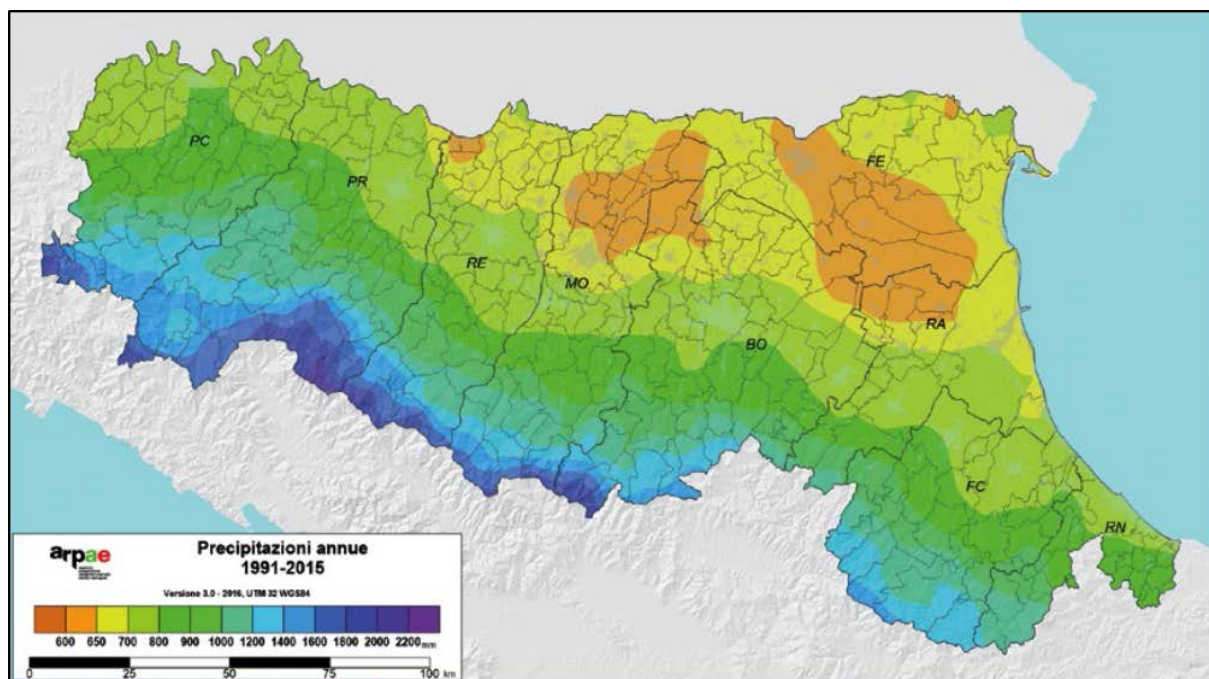 PC
PR
FE
RE
MO
RA
BO
FC
RN
arpae
Precipitazioni annue
1991-2015
Versione 3.0 - 2016, UTM 32 WGS84
600 650 700 800 900 1000 1200 1400 1600 1800 2000 2200 mm
0 25 50 75 100 km